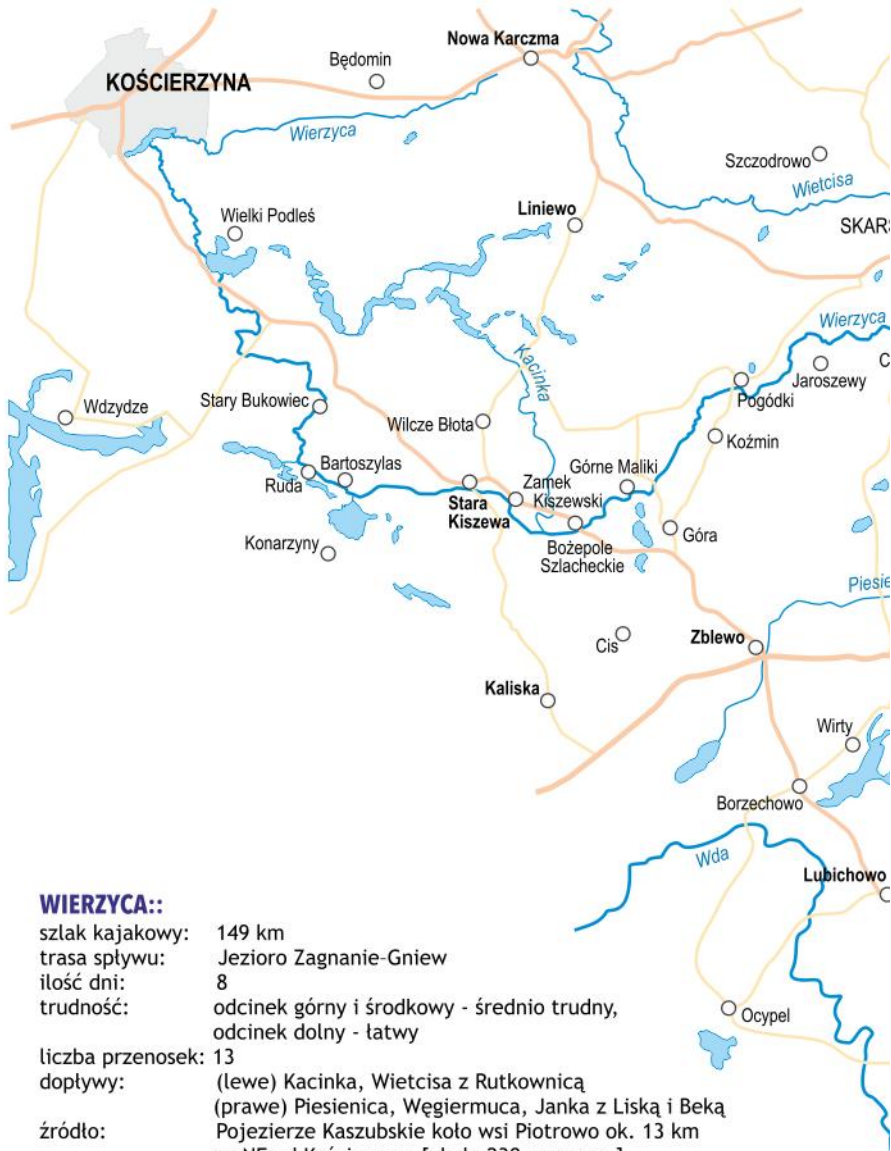 Nowa Karczma
Będomin
KOŚCIERZYNA
Wierzyca
Szczodrowo
Wietcisa
Wielki Podleś
Liniewo
SKARS
Wierzyca
Kacinka
Jaroszewy
C
Pogódki
Wdzydze
Stary Bukowiec
Wilcze Błota
Koźmin
Górne Maliki
Bartoszylas
Ruda
Zamek
Kiszewski
Stara
Kiszewa
Konarzyny
Bożepole
Szlacheckie
Góra
Piesie
Cis
Zblewo
Kaliska
Wirty
Borzechowo
Wda
Lubichowo
Ocypel
WIERZYCA::
szlak kajakowy: 149 km
trasa spływu: Jezioro Zagnanie-Gniew
ilość dni: 8
trudność: odcinek górny i środkowy - średnio trudny,
odcinek dolny - łatwy
liczba przenosek: 13
dopływy: (lewe) Kacinka, Wietcisa z Rutkownicą
(prawe) Piesienica, Węgiermuca, Janka z Liską i Beką
źródło: Pojezierze Kaszubskie koło wsi Piotrowo ok. 13 km